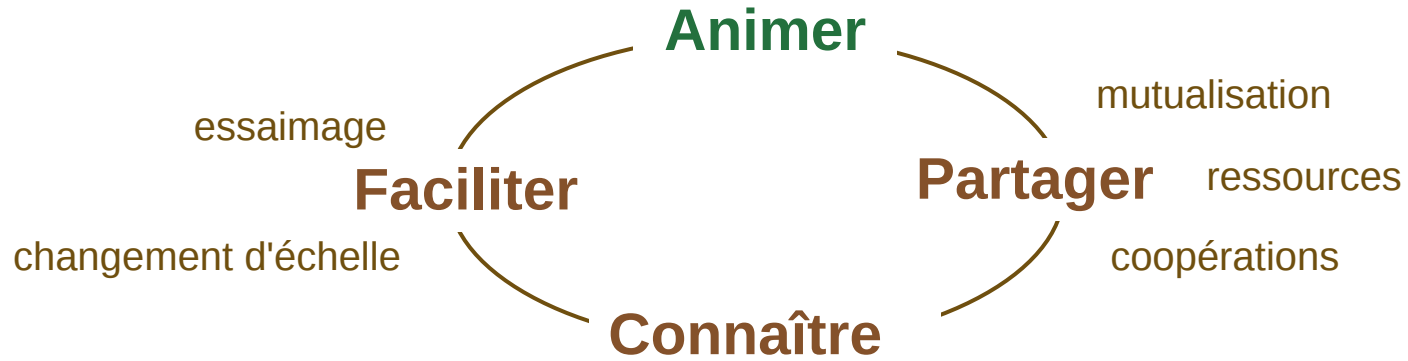 Animer
mutualisation
essaimage
Partager
ressources
Faciliter
changement d'échelle
coopérations
Connaître